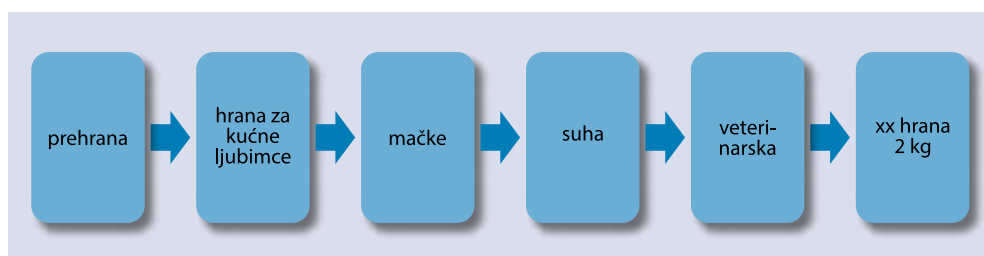 prehrana
hrana za
kućne
ljubimce
mačke
suha
veteri-
narska
xx hrana
2 kg